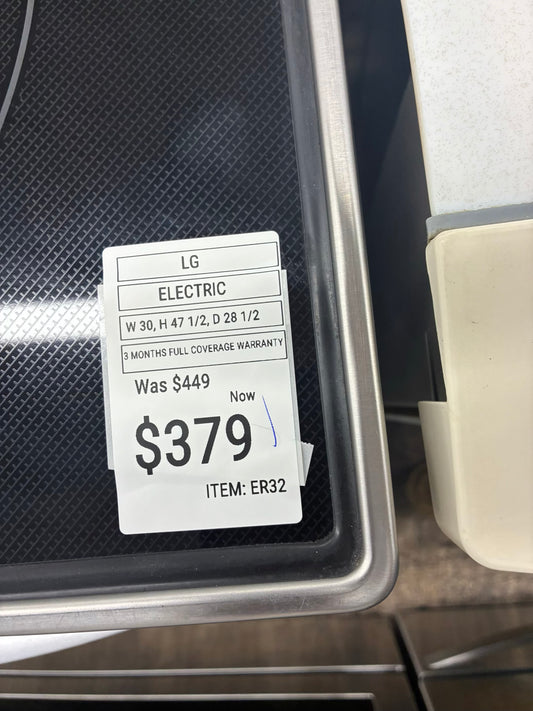 LG
ELECTRIC
W 30, H 47 1/2, D 28 1/2
3 MONTHS FULL COVERAGE WARRANTY
Was $449
Now
$379
ITEM: ER32